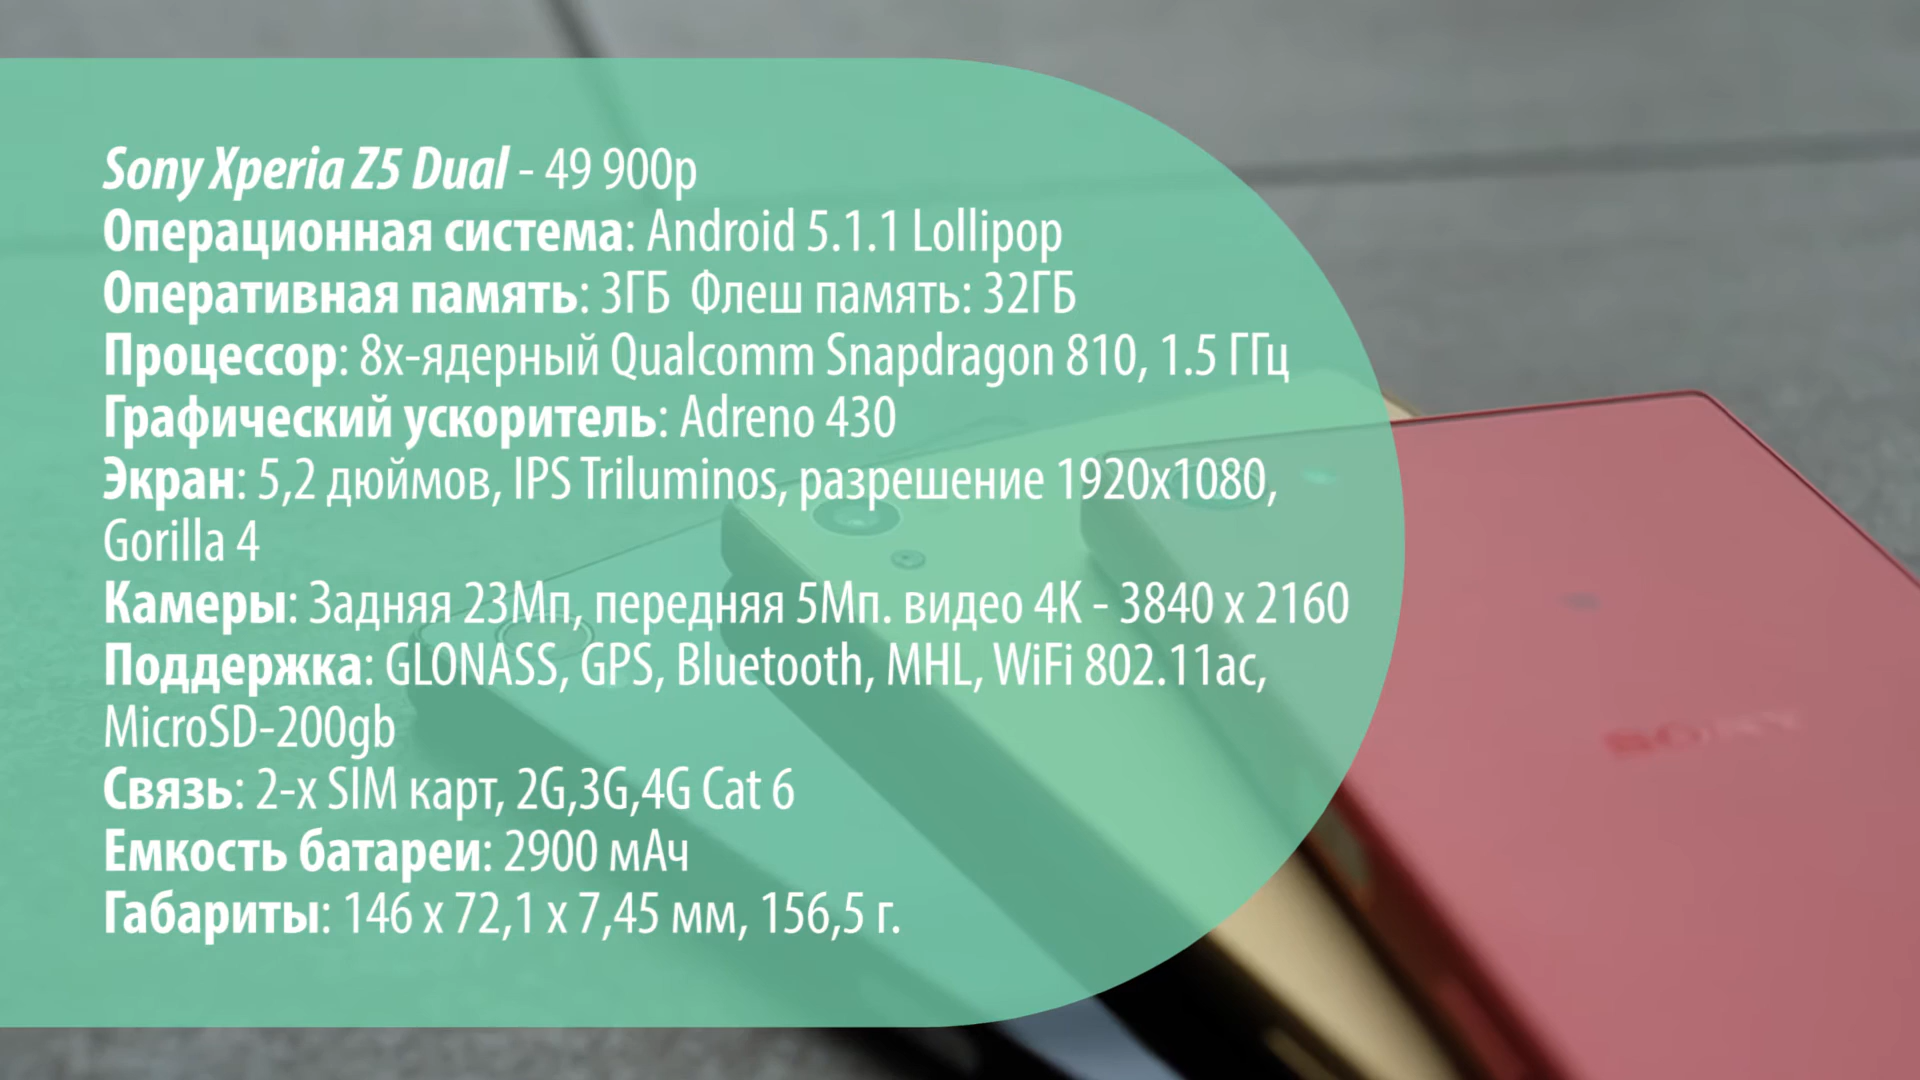 Sony Xperia Z5 Dual - 49 900р
Операционная система: Android 5.1.1 Lollipop
Оперативная память: 3ГБ Флеш память: 32ГБ
Процессор: 8х-ядерный Qualcomm Snapdragon 810, 1.5 ГГц
Графический ускоритель: Adreno 430
Экран: 5,2 дюймов, IPS Triluminos, разрешение 1920x1080,
Gorilla 4
Камеры: Задняя 23Мп, передняя 5Мп. видео 4K - 3840 x 2160
Поддержка: GLONASS, GPS, Bluetooth, MHL, WiFi 802.11ac,
MicroSD-200gb
Связь: 2-х SIM карт, 2G,3G,4G Cat 6
Емкость батареи: 2900 мАч
Габариты: 146 x 72,1 x 7,45 мм, 156,5 г.
SONY